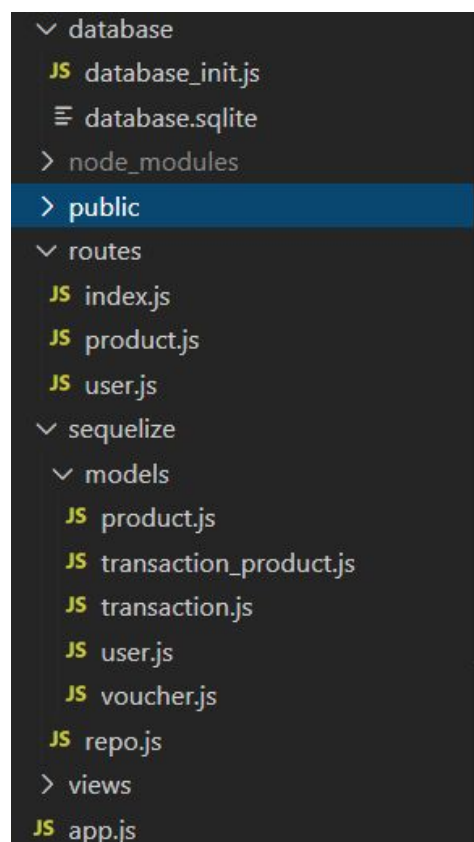 database
JS database_init.js
database.sqlite
node_modules
public
routes
JS index.js
JS product.js
JS user.js
sequelize
models
JS product.js
JS transaction_product.js
JS transaction.js
JS user.js
JS voucher.js
JS repo.js
views
JS app.js